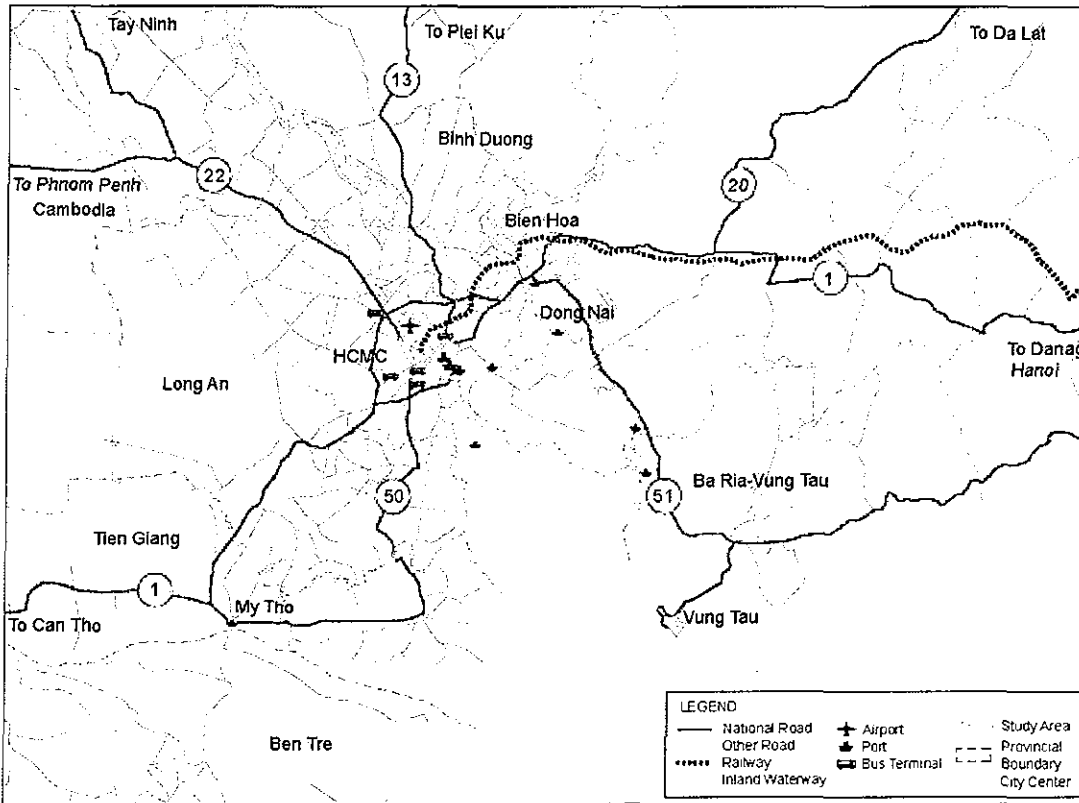 Tay Ninh
To Plei Ku
To Da Lat
13
Binh Duong
To Phnom Penh
Cambodia
22
20
Bien Hoa
1
Dong Nai
HCMC
To Danag
Hanoi
Long An
50
51
Ba Ria-Vung Tau
Tien Giang
1
My Tho
To Can Tho
Vung Tau
Ben Tre
LEGEND
National Road
Other Road
Railway
Inland Waterway
Airport
Port
Bus Terminal
Study Area
Provincial
Boundary
City Center